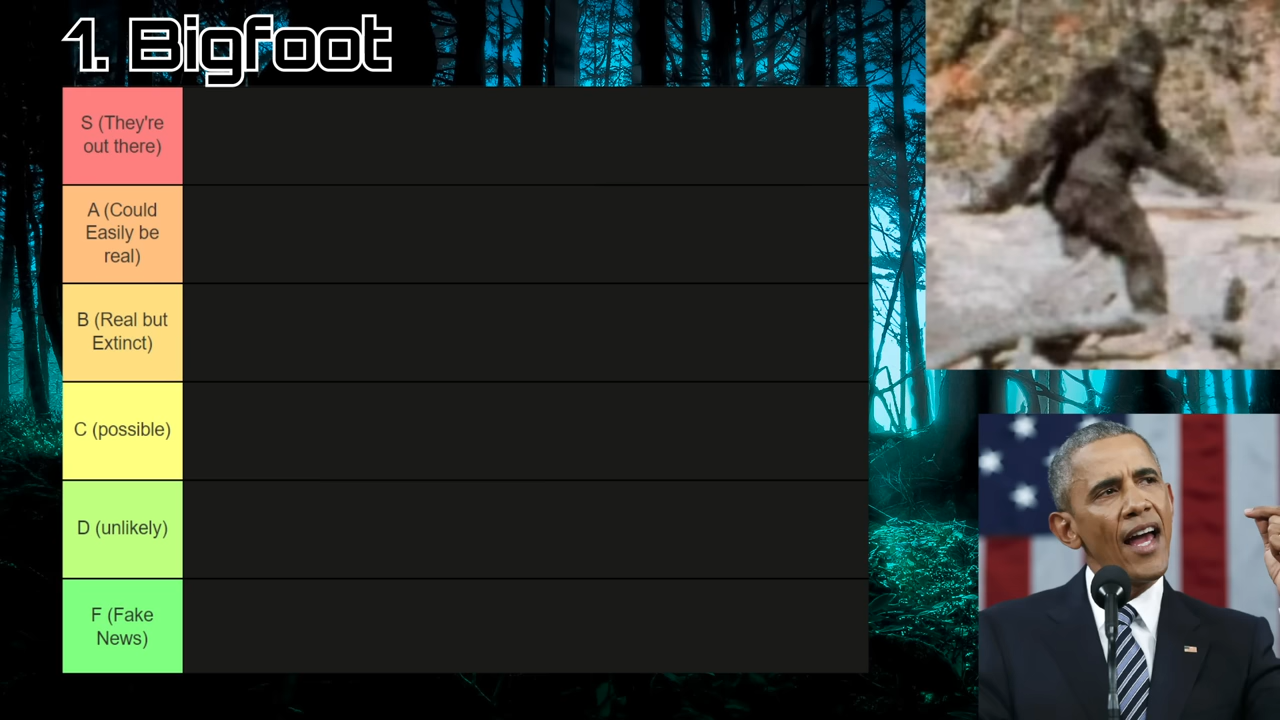 1. Bigfoot
S (They're
out there)
A (Could
Easily be
real)
B (Real but
Extinct)
C (possible)
D (unlikely)
F (Fake
News)